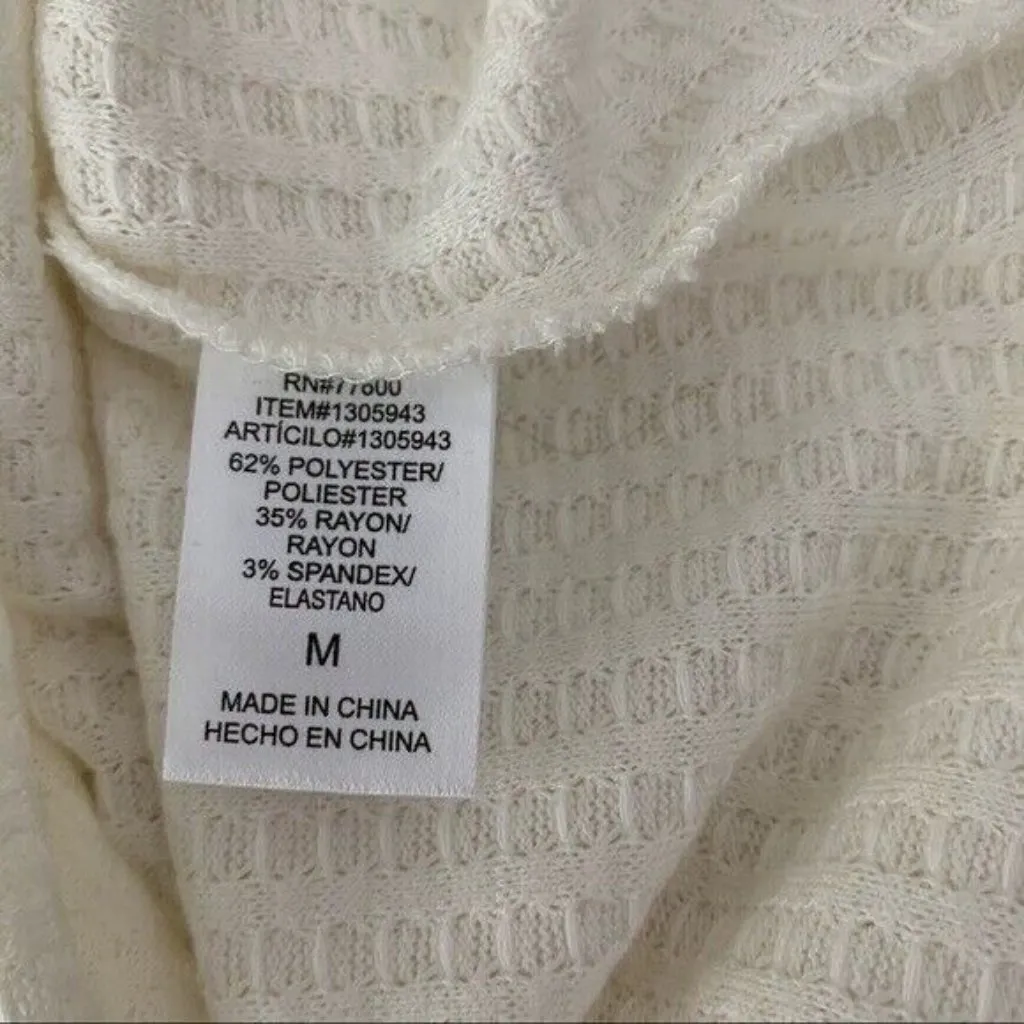 RN#77600
ITEM#1305943
ARTÍCILO#1305943
62% POLYESTER/
POLIESTER
35% RAYON/
RAYON
3% SPANDEX/
ELASTANO
M
MADE IN CHINA
HECHO EN CHINA